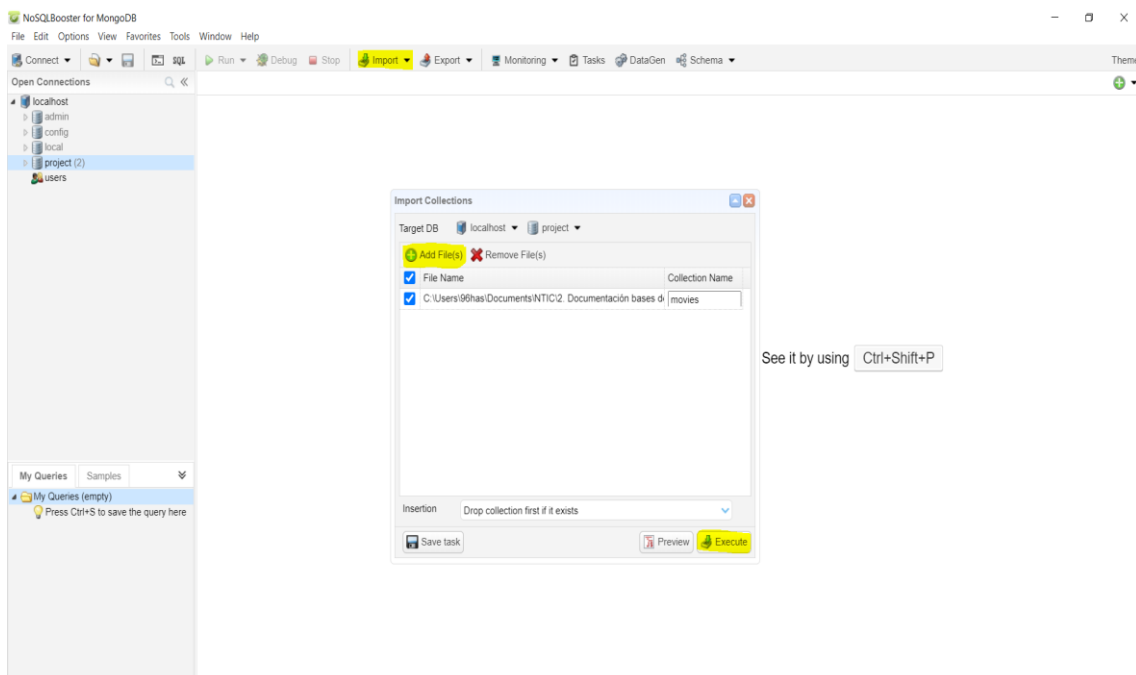 NoSQLBooster for MongoDB
File Edit Options View Favorites Tools Window Help
Connect SQL Run Debug Stop Import Export Monitoring Tasks DataGen Schema Theme
Open Connections
localhost
admin
config
local
project (2)
users
Import Collections
Target DB localhost project
Add File(s) Remove File(s)
File Name Collection Name
C:\Users\96has\Documents\NTIC\2. Documentación bases d movies
See it by using Ctrl+Shift+P
Insertion Drop collection first if it exists
Save task Preview Execute
My Queries Samples
My Queries (empty)
Press Ctrl+S to save the query here